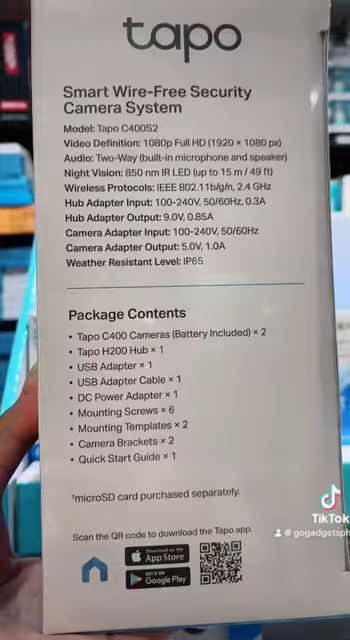 tapo
Smart Wire-Free Security
Camera System
Model: Tapo C400S2
Video Definition: 1080p Full HD (1920 × 1080 px)
Audio: Two-Way (built-in microphone and speaker)
Night Vision: 850 nm IR LED (up to 15 m / 49 ft)
Wireless Protocols: IEEE 802.11b/g/n, 2.4 GHz
Hub Adapter Input: 100-240V, 50/60Hz, 0.3A
Hub Adapter Output: 9.0V, 0.85A
Camera Adapter Input: 100-240V, 50/60Hz
Camera Adapter Output: 5.0V, 1.0A
Weather Resistant Level: IP65
Package Contents
• Tapo C400 Cameras (Battery Included) × 2
• Tapo H200 Hub × 1
• USB Adapter × 1
• USB Adapter Cable × 1
• DC Power Adapter × 1
• Mounting Screws × 6
• Mounting Templates × 2
• Camera Brackets × 2
• Quick Start Guide × 1
†microSD card purchased separately.
Scan the QR code to download the Tapo app.
Download on the
App Store
GET IT ON
Google Play
TikTok
@gogadgetsph